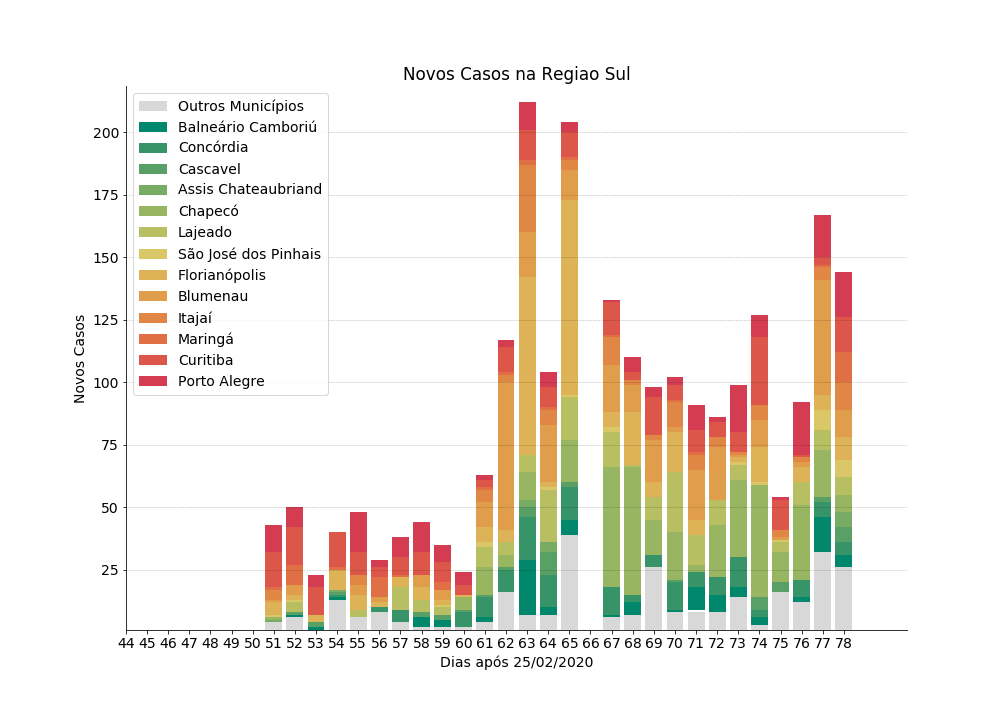 Novos Casos na Regiao Sul
Novos Casos
200
175
150
125
100
75
50
25
Outros Municípios
Balneário Camboriú
Concórdia
Cascavel
Assis Chateaubriand
Chapecó
Lajeado
São José dos Pinhais
Florianópolis
Blumenau
Itajaí
Maringá
Curitiba
Porto Alegre
44 45 46 47 48 49 50 51 52 53 54 55 56 57 58 59 60 61 62 63 64 65 66 67 68 69 70 71 72 73 74 75 76 77 78
Dias após 25/02/2020